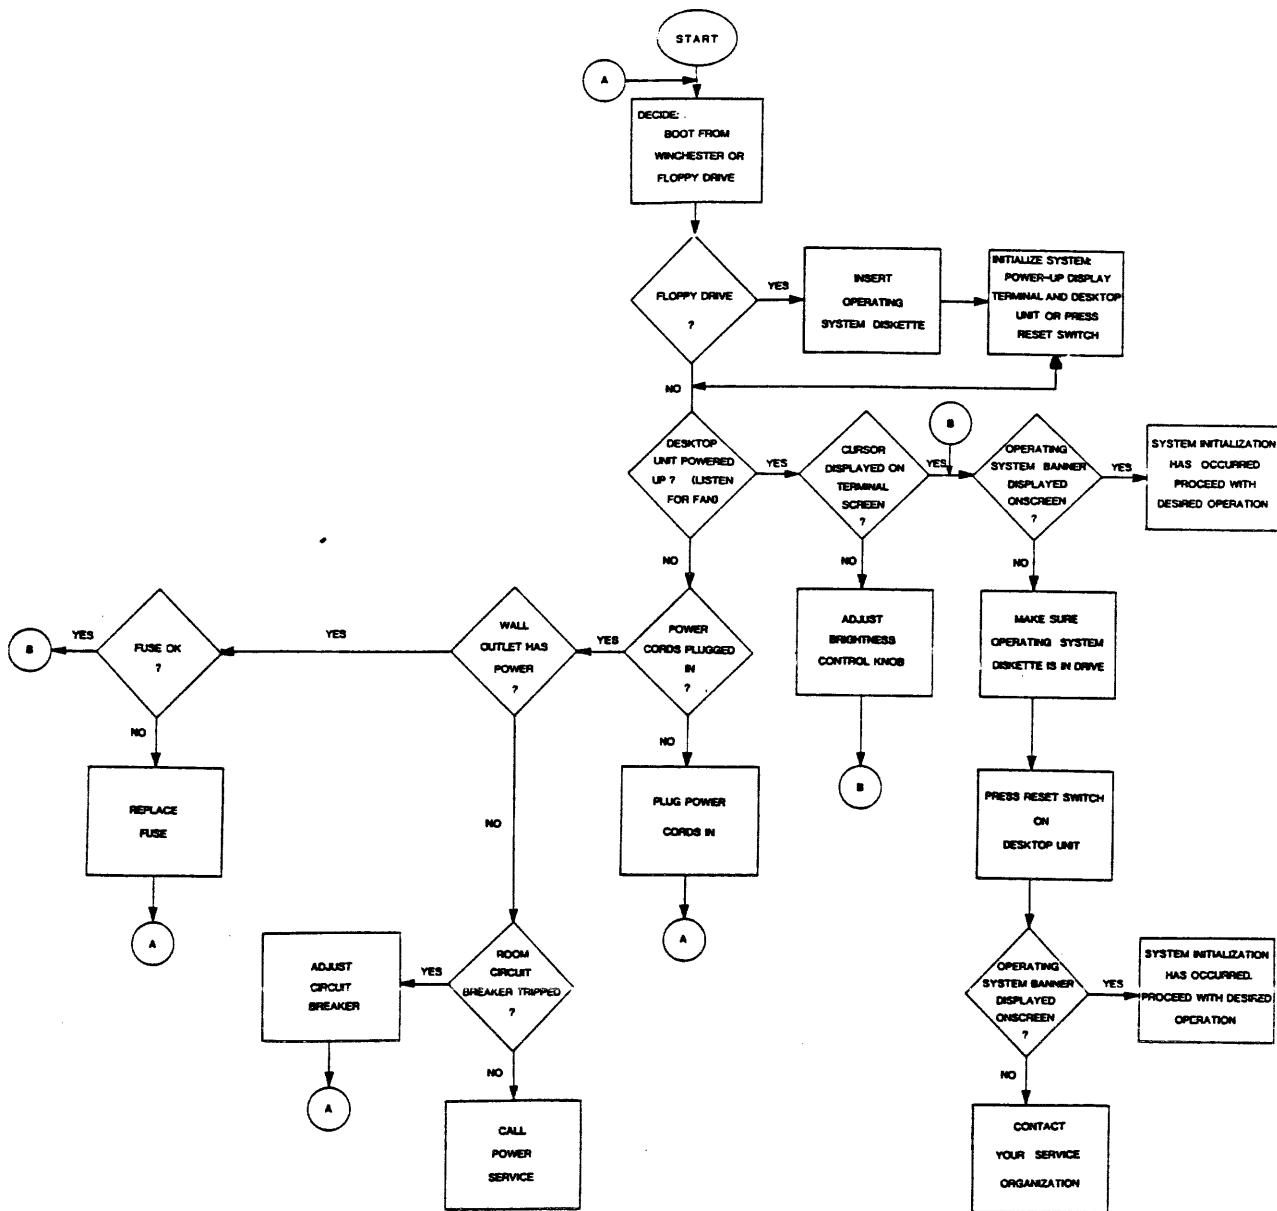 START
A
DECIDE:
BOOT FROM
WINCHESTER OR
FLOPPY DRIVE
FLOPPY DRIVE
?
YES
INSERT
OPERATING
SYSTEM DISKETTE
INITIALIZE SYSTEM:
POWER-UP DISPLAY
TERMINAL AND DESKTOP
UNIT OR PRESS
RESET SWITCH
NO
DESKTOP
UNIT POWERED
UP ? (LISTEN
FOR FAN)
YES
CURSOR
DISPLAYED ON
TERMINAL
SCREEN
?
YES
B
OPERATING
SYSTEM BANNER
DISPLAYED
ONSCREEN
?
YES
SYSTEM INITIALIZATION
HAS OCCURRED
PROCEED WITH
DESIRED OPERATION
NO
NO
NO
B
YES
FUSE OK
?
YES
WALL
OUTLET HAS
POWER
?
YES
POWER
CORDS PLUGGED
IN
?
ADJUST
BRIGHTNESS
CONTROL KNOB
MAKE SURE
OPERATING SYSTEM
DISKETTE IS IN DRIVE
NO
REPLACE
FUSE
A
NO
NO
PLUG POWER
CORDS IN
A
B
PRESS RESET SWITCH
ON
DESKTOP UNIT
ADJUST
CIRCUIT
BREAKER
YES
ROOM
CIRCUIT
BREAKER TRIPPED
?
A
NO
CALL
POWER
SERVICE
OPERATING
SYSTEM BANNER
DISPLAYED
ONSCREEN
?
YES
SYSTEM INITIALIZATION
HAS OCCURRED.
PROCEED WITH DESIRED
OPERATION
NO
CONTACT
YOUR SERVICE
ORGANIZATION